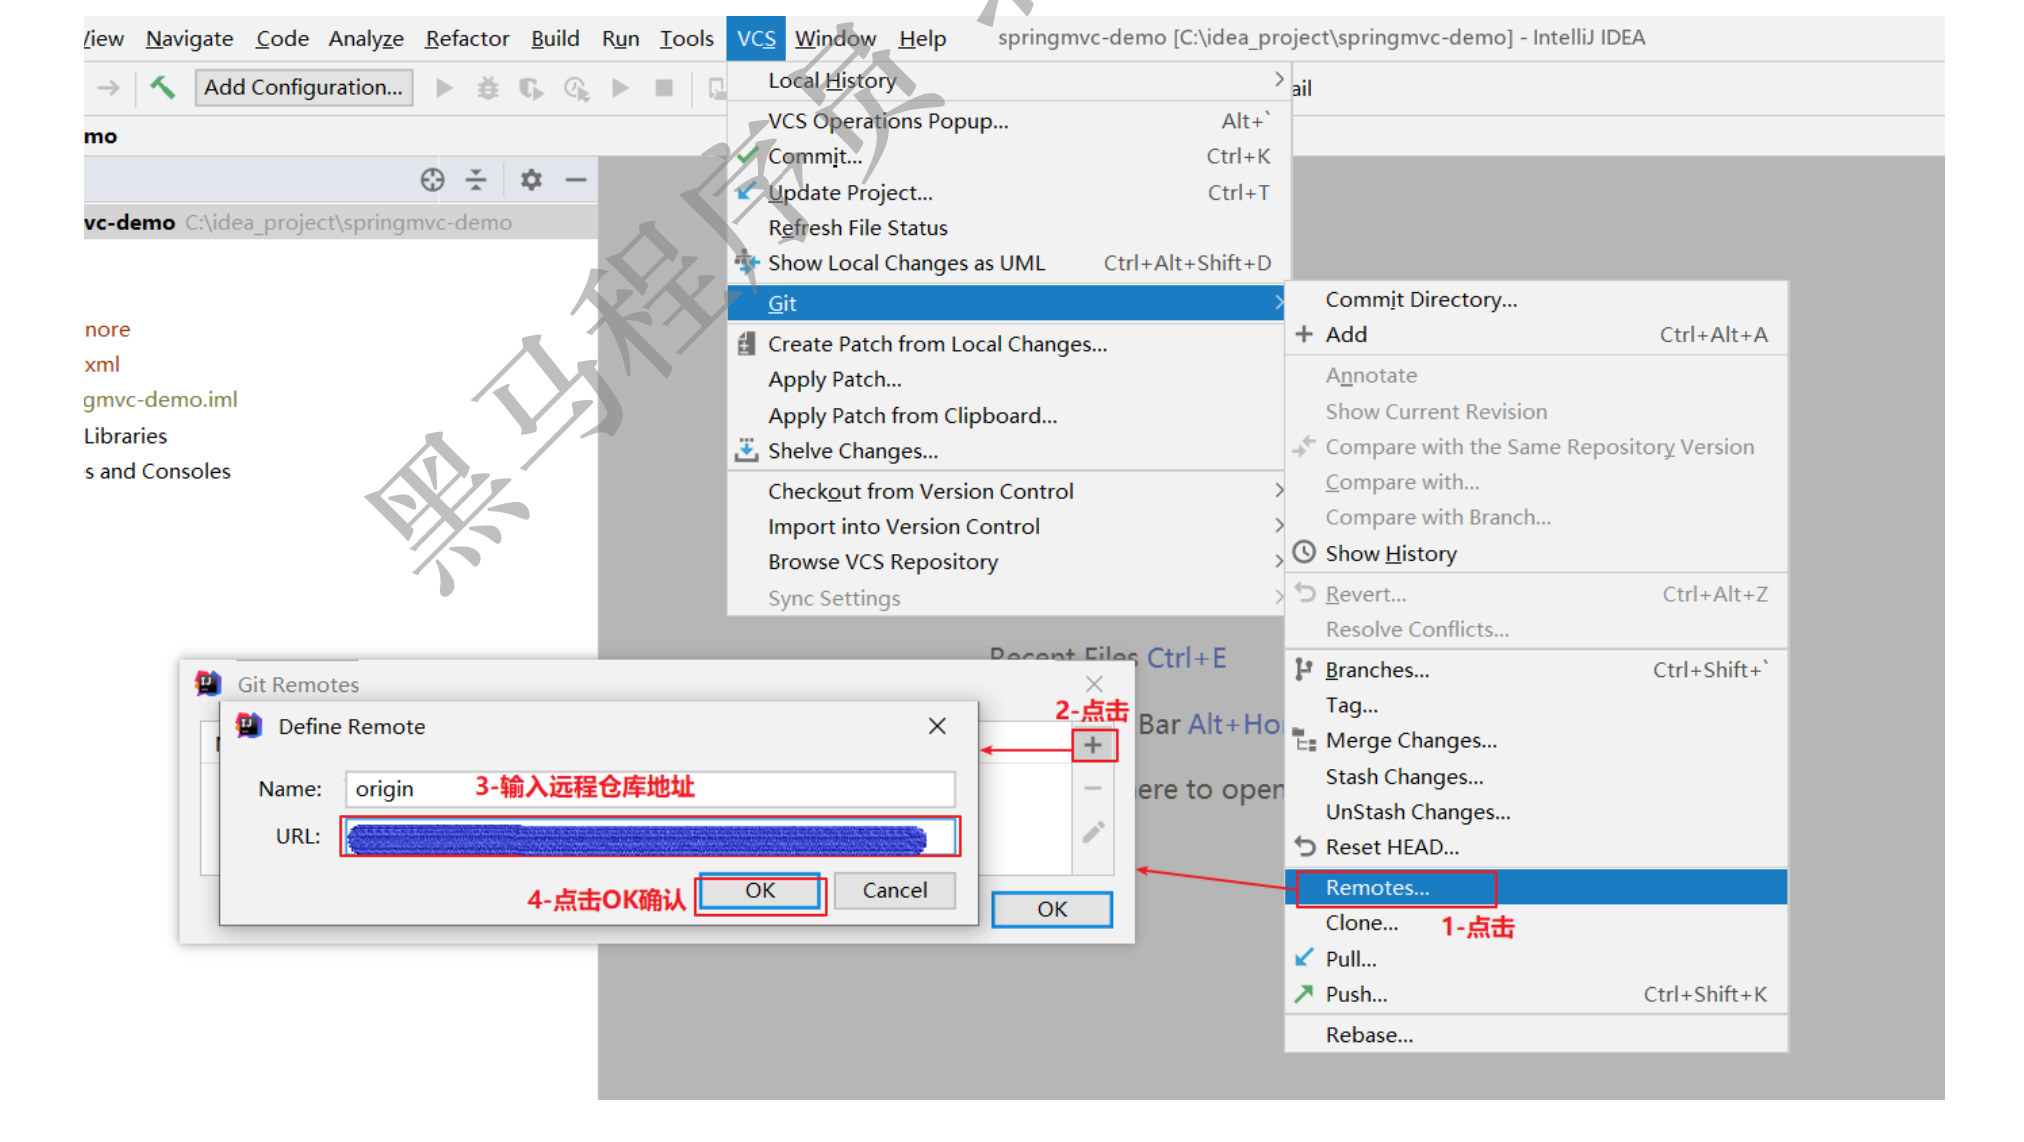 View Navigate Code Analyze Refactor Build Run Tools VCS Window Help springmvc-demo [C:\idea_project\springmvc-demo] - IntelliJ IDEA
Add Configuration...
ail
mo
vc-demo C:\idea_project\springmvc-demo
nore
xml
gmvc-demo.iml
Libraries
s and Consoles
Local History
VCS Operations Popup... Alt+`
Commit... Ctrl+K
Update Project... Ctrl+T
Refresh File Status
Show Local Changes as UML Ctrl+Alt+Shift+D
Git
Create Patch from Local Changes...
Apply Patch...
Apply Patch from Clipboard...
Shelve Changes...
Checkout from Version Control
Import into Version Control
Browse VCS Repository
Sync Settings
Commit Directory...
Add Ctrl+Alt+A
Annotate
Show Current Revision
Compare with the Same Repository Version
Compare with...
Compare with Branch...
Show History
Revert... Ctrl+Alt+Z
Resolve Conflicts...
Branches... Ctrl+Shift+`
Tag...
Merge Changes...
Stash Changes...
UnStash Changes...
Reset HEAD...
Remotes...
Clone...
1-点击
Pull...
Push... Ctrl+Shift+K
Rebase...
Recent Files Ctrl+E
Bar Alt+Ho
ere to open
Git Remotes
2-点击
Define Remote
Name: origin
3-输入远程仓库地址
URL:
4-点击OK确认
OK Cancel
OK
黑马程序员